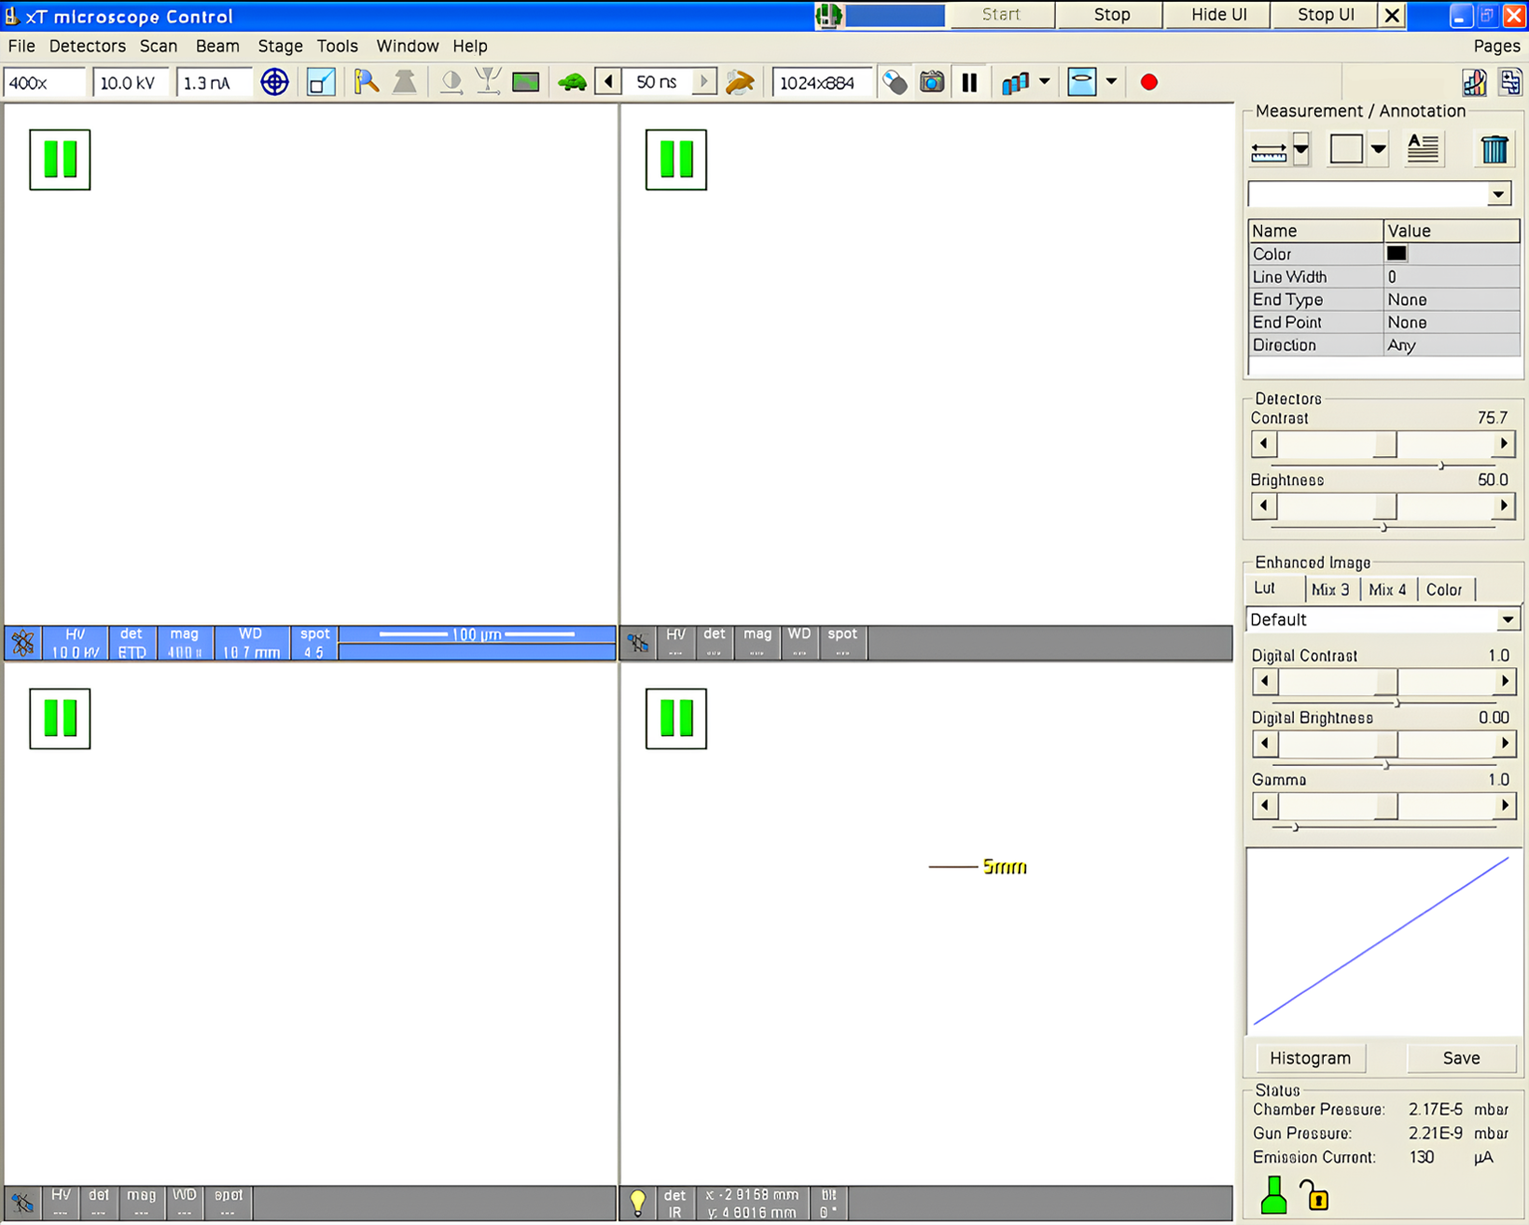 xT microscope Control
Start Stop Hide UI Stop UI
File Detectors Scan Beam Stage Tools Window Help Pages
400x 10.0 kV 1.3 nA 50 ns 1024x884
Measurement / Annotation
A
Name Value
Color
Line Width 0
End Type None
End Point None
Direction Any
Detectors
Contrast 75.7
Brightness 50.0
Enhanced Image
Lut Mix 3 Mix 4 Color
Default
Digital Contrast 1.0
Digital Brightness 0.00
Gamma 1.0
Histogram Save
Status
Chamber Pressure: 2.17E-5 mbar
Gun Pressure: 2.21E-9 mbar
Emission Current: 130 µA
HV det mag WD spot 100 µm
10.0 kV ETD 400 x 10.7 mm 4.5
HV det mag WD spot
--- --- --- --- ---
5mm
HV det mag WD spot
--- --- --- --- ---
det x: -2.9158 mm tilt
IR y: 4.8016 mm 0 °